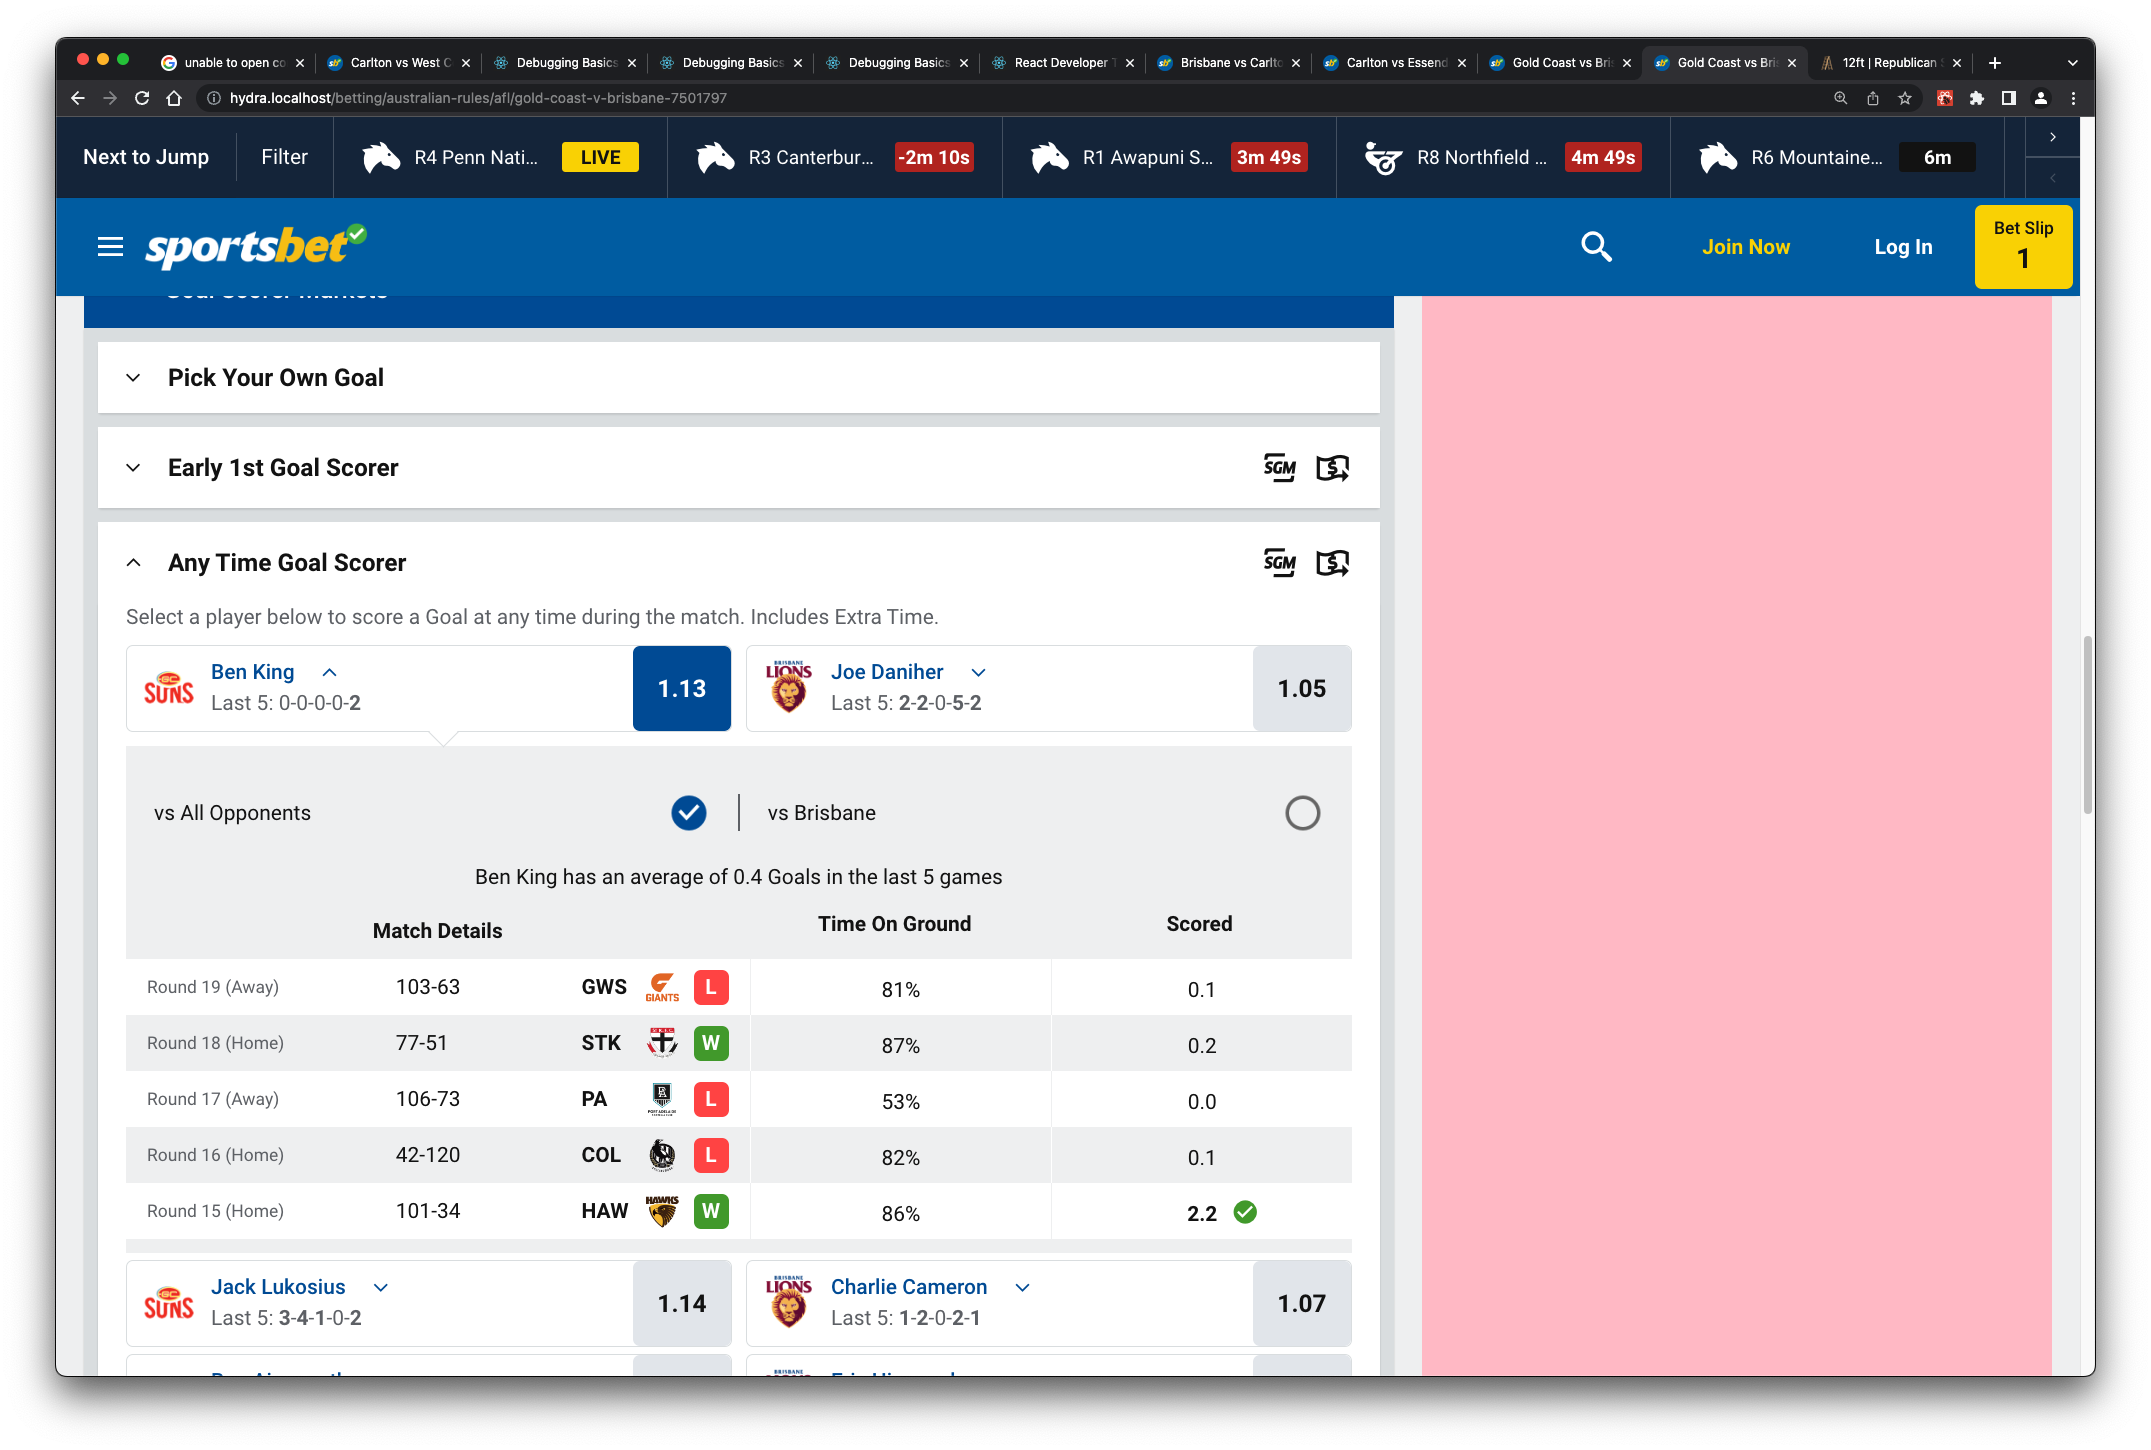 unable to open co
Carlton vs West C
Debugging Basics
Debugging Basics
Debugging Basics
React Developer T
Brisbane vs Carlto
Carlton vs Essend
Gold Coast vs Bris
Gold Coast vs Bris
12ft | Republican
hydra.localhost/betting/australian-rules/afl/gold-coast-v-brisbane-7501797
Next to Jump
Filter
R4 Penn Nati... LIVE
R3 Canterbur... -2m 10s
R1 Awapuni S... 3m 49s
R8 Northfield ... 4m 49s
R6 Mountaine... 6m
sportsbet
Join Now
Log In
Bet Slip
1
Goal Scorer Markets
Pick Your Own Goal
Early 1st Goal Scorer
SGM
Any Time Goal Scorer
SGM
Select a player below to score a Goal at any time during the match. Includes Extra Time.
SUNS
Ben King
Last 5: 0-0-0-0-2
1.13
BRISBANE
LIONS
Joe Daniher
Last 5: 2-2-0-5-2
1.05
vs All Opponents
vs Brisbane
Ben King has an average of 0.4 Goals in the last 5 games
Match Details Time On Ground Scored
Round 19 (Away) 103-63 GWS GIANTS L 81% 0.1
Round 18 (Home) 77-51 STK W 87% 0.2
Round 17 (Away) 106-73 PA L 53% 0.0
Round 16 (Home) 42-120 COL L 82% 0.1
Round 15 (Home) 101-34 HAW HAWKS W 86% 2.2
SUNS
Jack Lukosius
Last 5: 3-4-1-0-2
1.14
BRISBANE
LIONS
Charlie Cameron
Last 5: 1-2-0-2-1
1.07